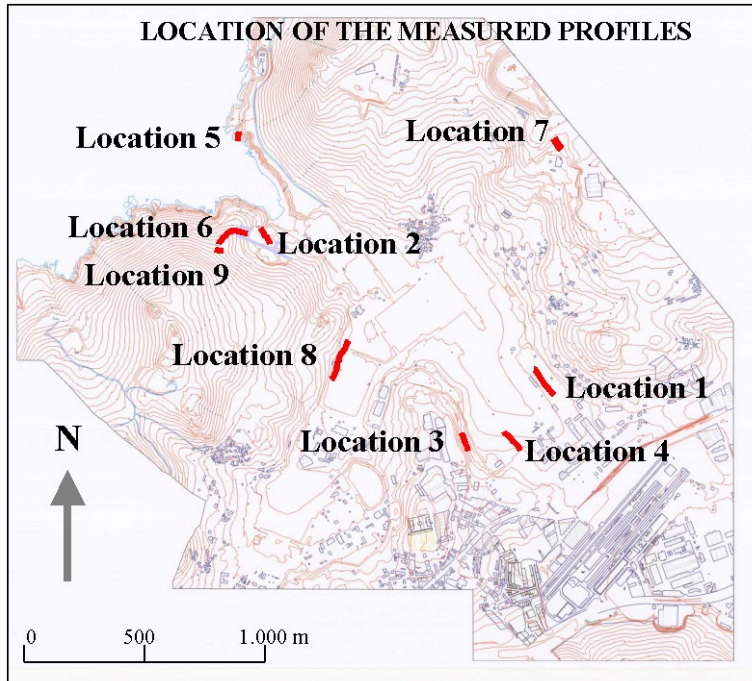 LOCATION OF THE MEASURED PROFILES
Location 5
Location 7
Location 6
Location 2
Location 9
Location 8
Location 1
N
Location 3
Location 4
0 500 1.000 m